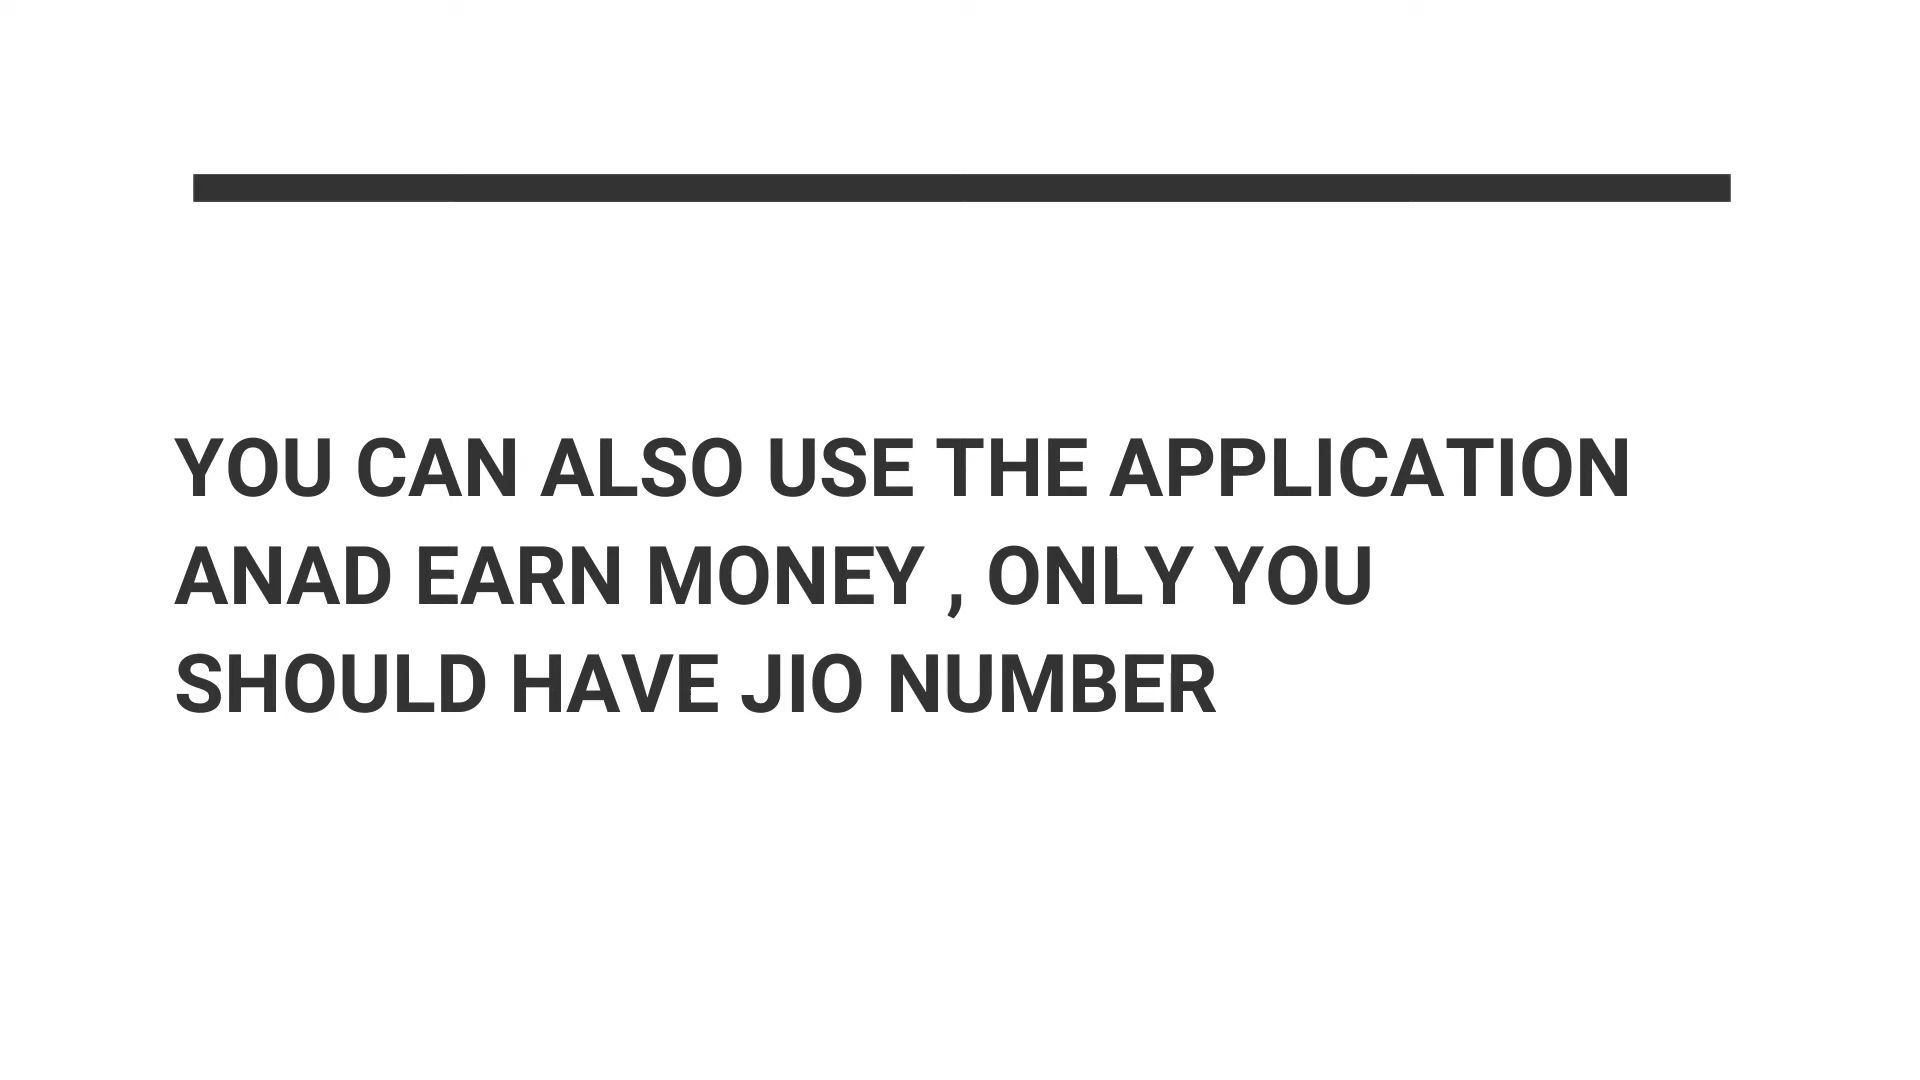 YOU CAN ALSO USE THE APPLICATION
ANAD EARN MONEY , ONLY YOU
SHOULD HAVE JIO NUMBER